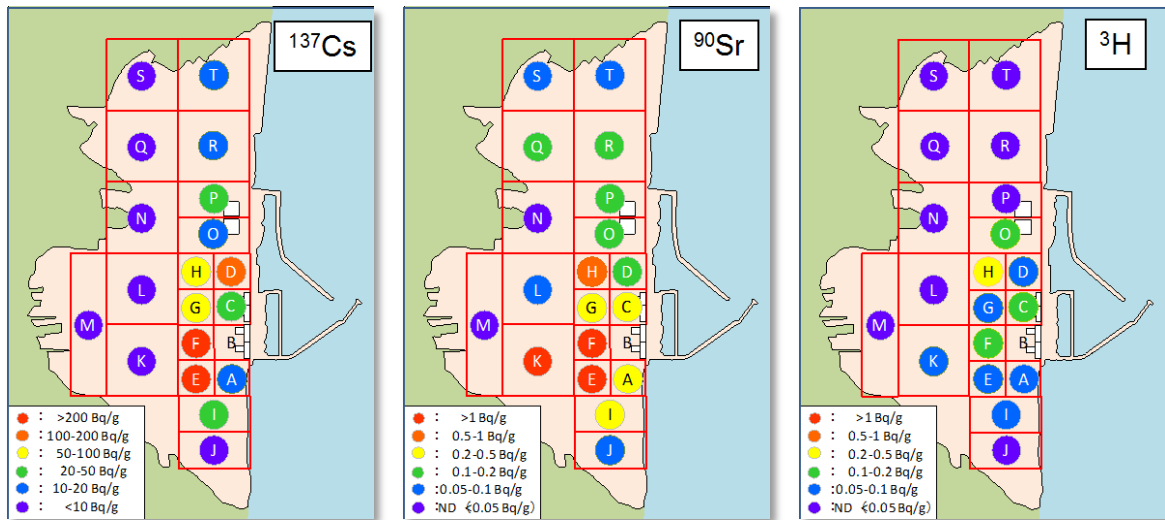 137Cs
S T
Q R
P
N
O
H D
L
G C
M
F B
K
E A
I
J
: >200 Bq/g
: 100-200 Bq/g
: 50-100 Bq/g
: 20-50 Bq/g
: 10-20 Bq/g
: <10 Bq/g
90Sr
S T
Q R
P
N
O
H D
L
G C
M
F B
K
E A
I
J
: >1 Bq/g
: 0.5-1 Bq/g
: 0.2-0.5 Bq/g
: 0.1-0.2 Bq/g
: 0.05-0.1 Bq/g
: ND (<0.05 Bq/g)
3H
S T
Q R
P
N
O
H D
L
G C
M
F B
K
E A
I
J
: >1 Bq/g
: 0.5-1 Bq/g
: 0.2-0.5 Bq/g
: 0.1-0.2 Bq/g
: 0.05-0.1 Bq/g
: ND (<0.05 Bq/g)